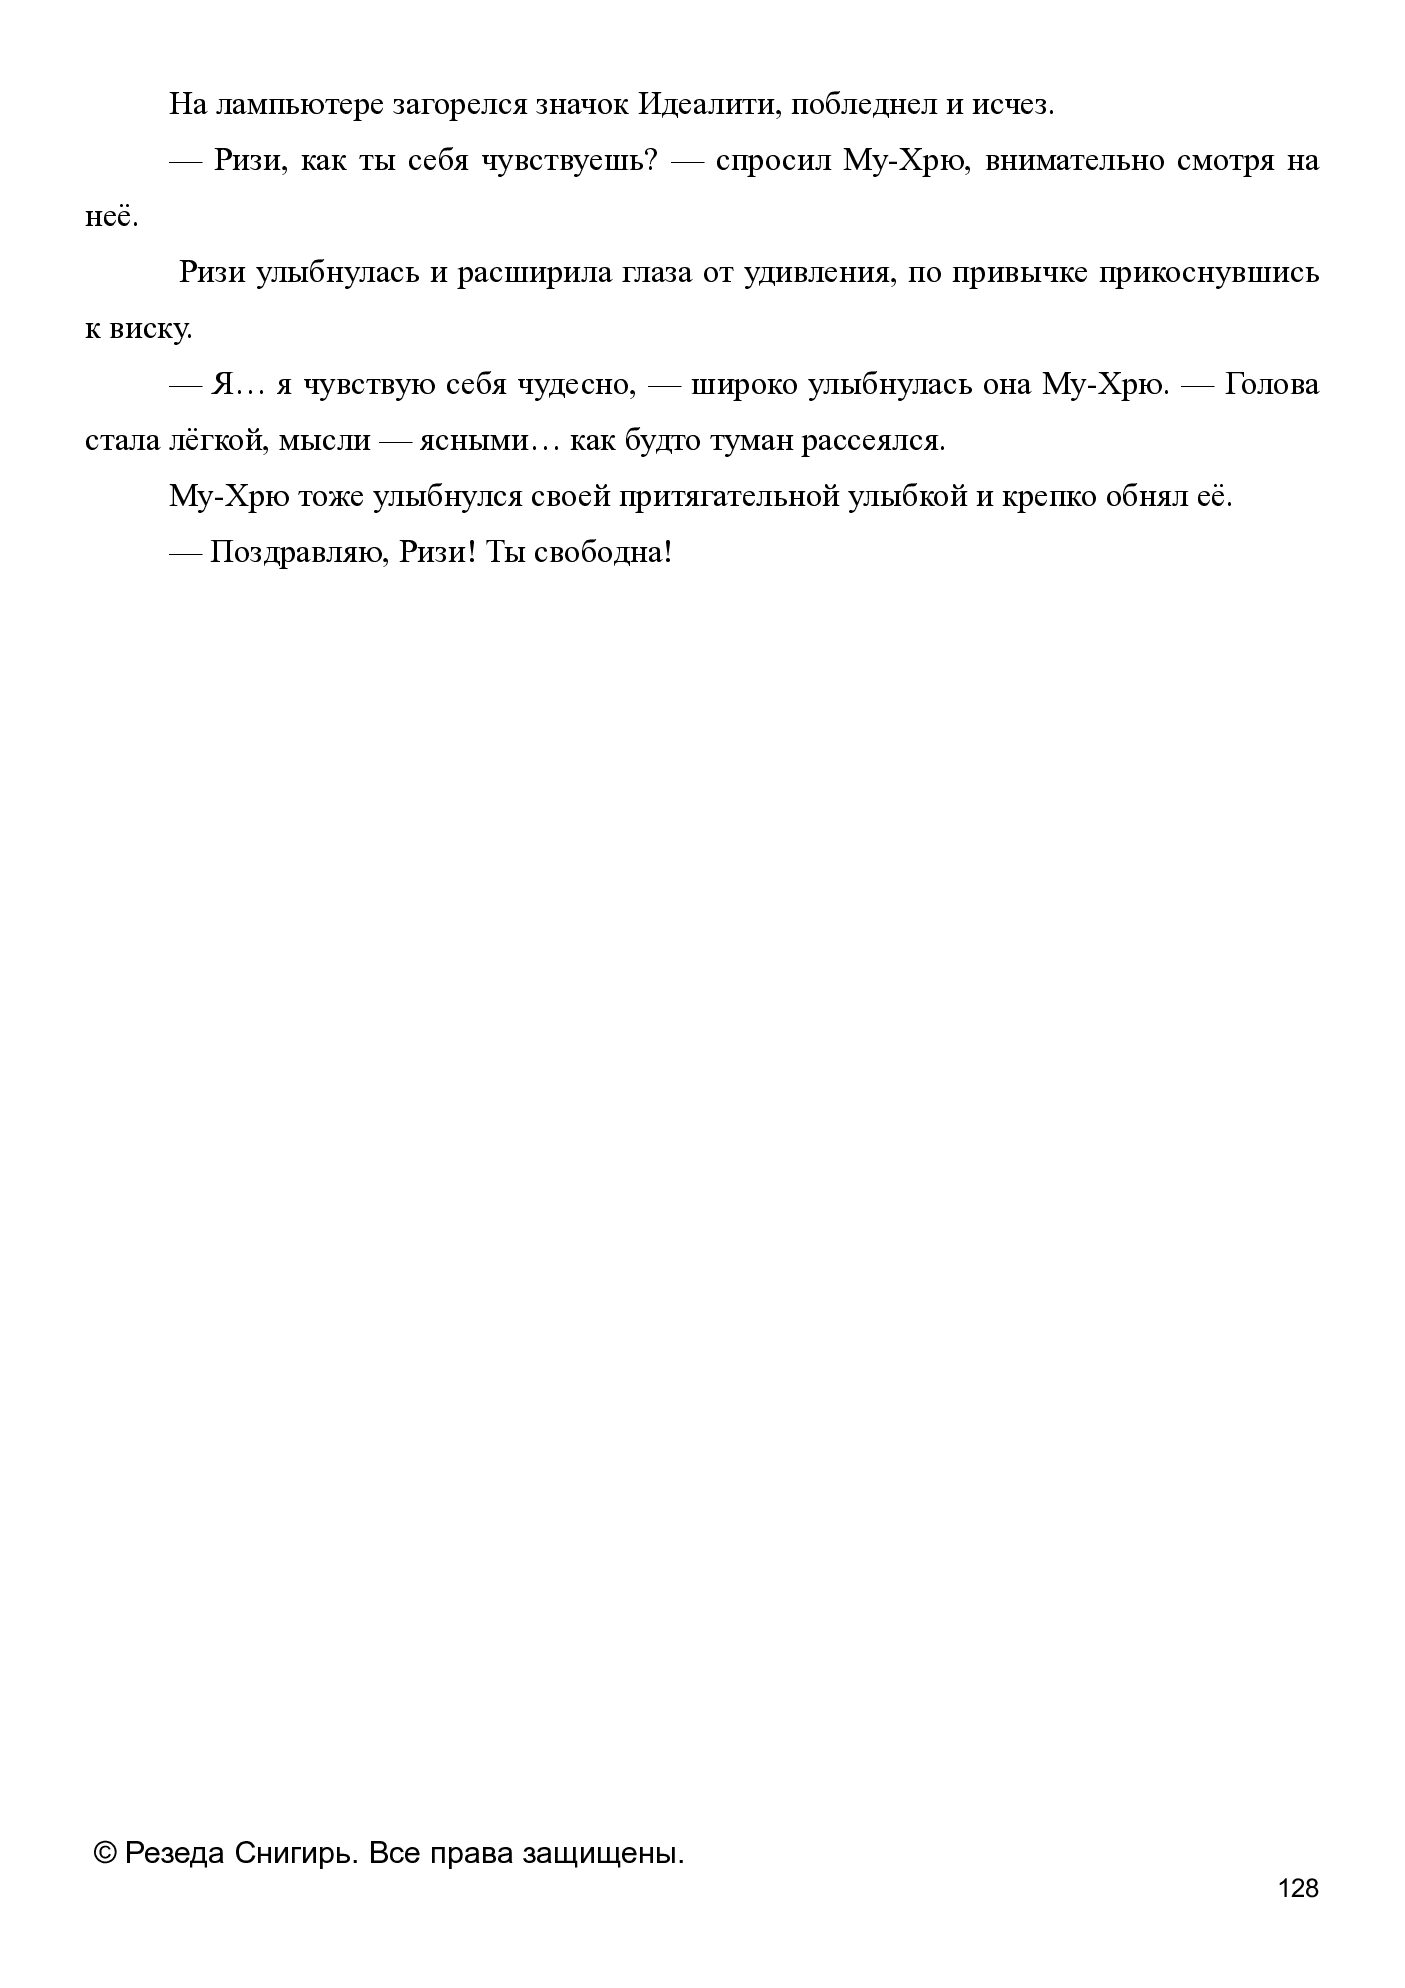 На лампьютере загорелся значок Идеалити, побледнел и исчез.
— Ризи, как ты себя чувствуешь? — спросил Му-Хрю, внимательно смотря на
неё.
Ризи улыбнулась и расширила глаза от удивления, по привычке прикоснувшись
к виску.
— Я… я чувствую себя чудесно, — широко улыбнулась она Му-Хрю. — Голова
стала лёгкой, мысли — ясными… как будто туман рассеялся.
Му-Хрю тоже улыбнулся своей притягательной улыбкой и крепко обнял её.
— Поздравляю, Ризи! Ты свободна!
© Резеда Снигирь. Все права защищены.
128